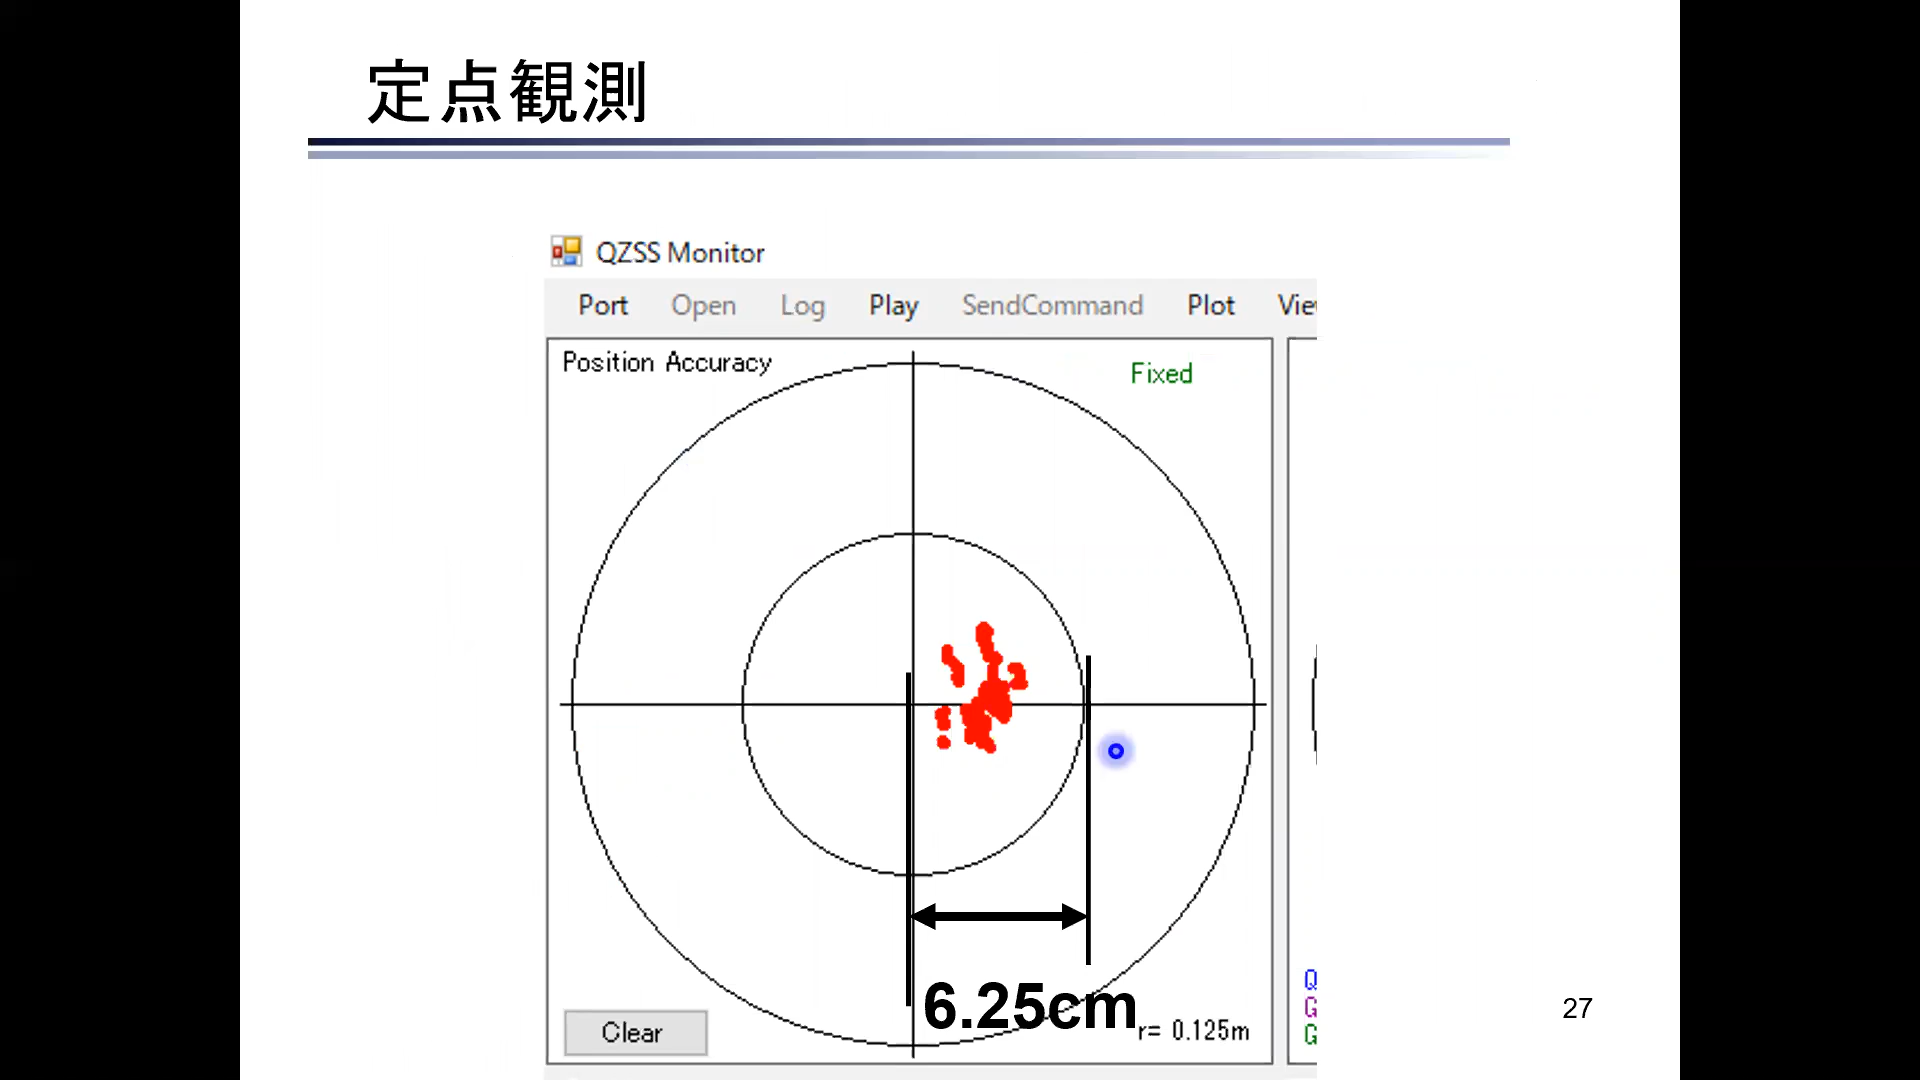 定点観測
QZSS Monitor
Port Open Log Play SendCommand Plot
Position Accuracy
Fixed
6.25cm
r= 0.125m
Clear
Q
G
G
27